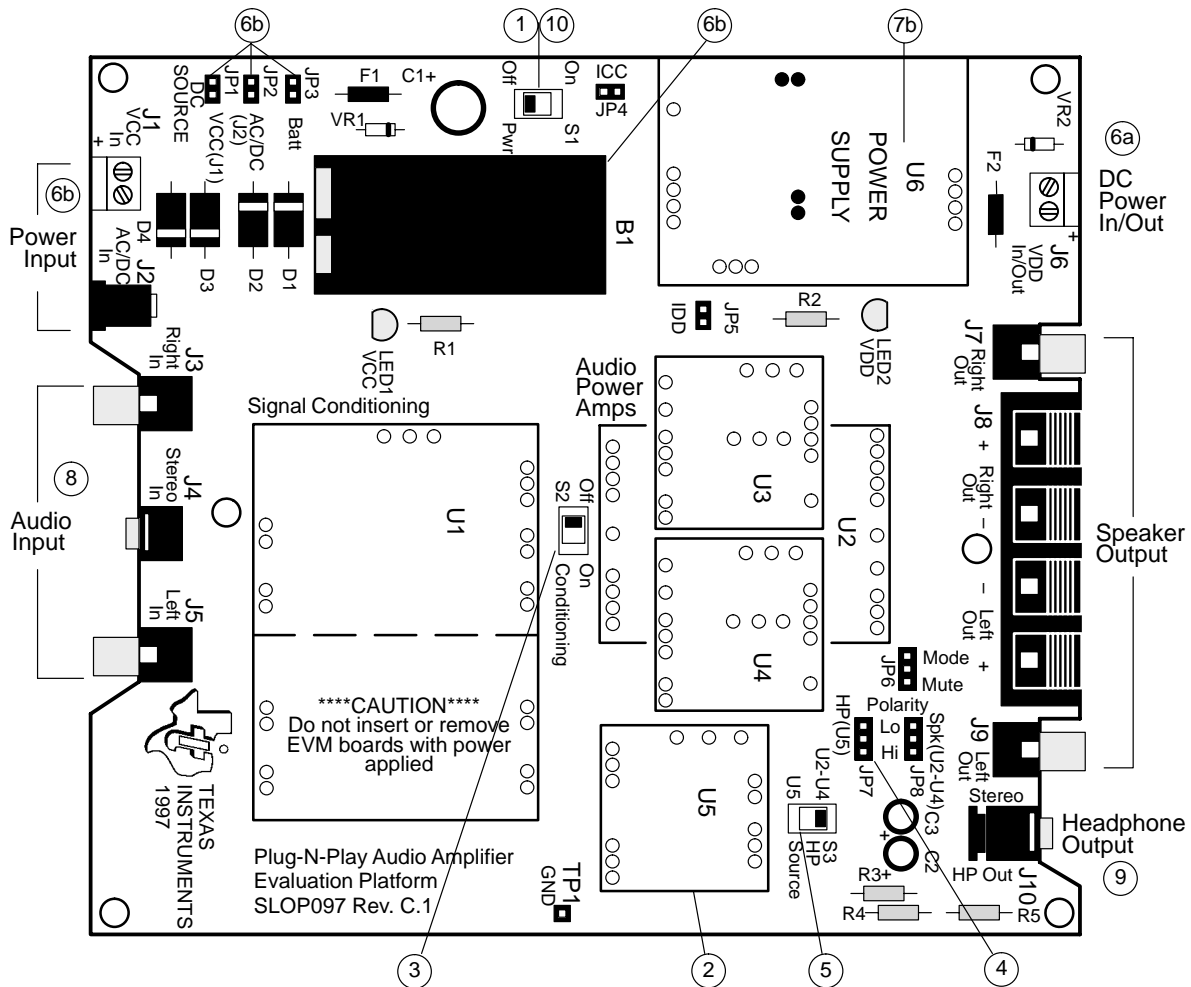 6b
1
10
6b
7b
6a
DC
SOURCE
JP1
VCC(J1)
JP2
AC/DC
(J2)
JP3
Batt
F1
C1+
VR1
Off
On
Pwr
S1
ICC
JP4
U6
POWER
SUPPLY
VR2
F2
DC
Power
In/Out
J1
VCC
In
+
6b
Power
Input
D4
AC/DC
In
J2
D3
D2
D1
B1
J6
VDD
In/Out
+
LED1
VCC
R1
IDD
JP5
R2
LED2
VDD
J3
Right
In
J7
Right
Out
Signal Conditioning
Audio
Power
Amps
8
Audio
Input
J4
Stereo
In
J5
Left
In
U1
Off
S2
On
Conditioning
U3
U2
U4
J8
+
Right
Out
–
–
Left
Out
+
Speaker
Output
JP6
Mode
Mute
Polarity
HP(U5)
Lo
Hi
JP7
Spk(U2-U4)
JP8
J9
Left
Out
****CAUTION****
Do not insert or remove
EVM boards with power
applied
TEXAS
INSTRUMENTS
1997
U5
U5
U2-U4
S3
HP
Source
C3
+
C2
Stereo
HP Out
J10
Headphone
Output
9
Plug-N-Play Audio Amplifier
Evaluation Platform
SLOP097 Rev. C.1
TP1
GND
R3+
R4
R5
3
2
5
4